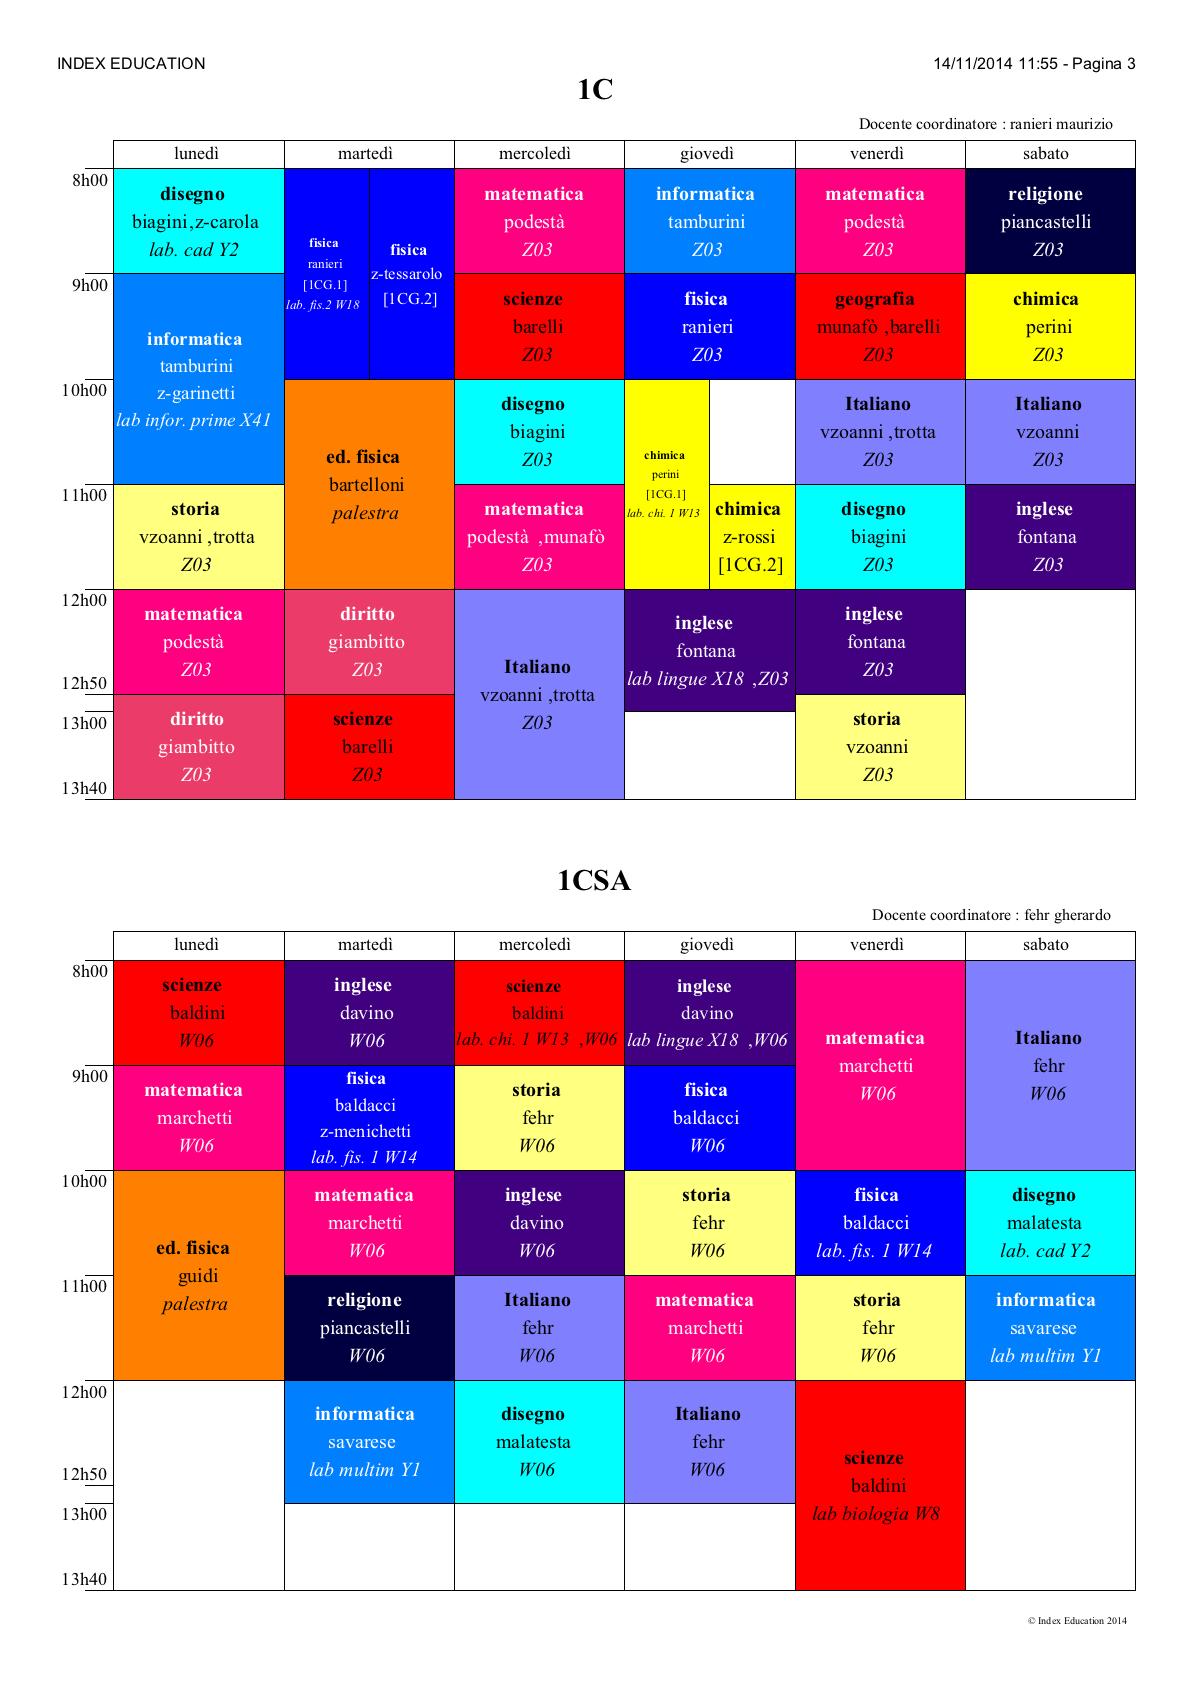 INDEX EDUCATION
14/11/2014 11:55 - Pagina 3
1C
Docente coordinatore : ranieri maurizio
lunedì martedì mercoledì giovedì venerdì sabato
8h00
disegno
biagini,z-carola
lab. cad Y2
fisica
ranieri
[1CG.1]
lab. fis.2 W18
fisica
z-tessarolo
[1CG.2]
matematica
podestà
Z03
informatica
tamburini
Z03
matematica
podestà
Z03
religione
piancastelli
Z03
9h00
informatica
tamburini
z-garinetti
lab infor. prime X41
scienze
barelli
Z03
fisica
ranieri
Z03
geografia
munafò ,barelli
Z03
chimica
perini
Z03
10h00
ed. fisica
bartelloni
palestra
disegno
biagini
Z03
chimica
perini
[1CG.1]
lab. chi. 1 W13
Italiano
vzoanni ,trotta
Z03
Italiano
vzoanni
Z03
11h00
storia
vzoanni ,trotta
Z03
matematica
podestà ,munafò
Z03
chimica
z-rossi
[1CG.2]
disegno
biagini
Z03
inglese
fontana
Z03
12h00
matematica
podestà
Z03
diritto
giambitto
Z03
Italiano
vzoanni ,trotta
Z03
inglese
fontana
lab lingue X18 ,Z03
inglese
fontana
Z03
12h50
13h00
diritto
giambitto
Z03
scienze
barelli
Z03
storia
vzoanni
Z03
13h40
1CSA
Docente coordinatore : fehr gherardo
lunedì martedì mercoledì giovedì venerdì sabato
8h00
scienze
baldini
W06
inglese
davino
W06
scienze
baldini
lab. chi. 1 W13 ,W06
inglese
davino
lab lingue X18 ,W06
matematica
marchetti
W06
Italiano
fehr
W06
9h00
matematica
marchetti
W06
fisica
baldacci
z-menichetti
lab. fis. 1 W14
storia
fehr
W06
fisica
baldacci
W06
10h00
ed. fisica
guidi
palestra
matematica
marchetti
W06
inglese
davino
W06
storia
fehr
W06
fisica
baldacci
lab. fis. 1 W14
disegno
malatesta
lab. cad Y2
11h00
religione
piancastelli
W06
Italiano
fehr
W06
matematica
marchetti
W06
storia
fehr
W06
informatica
savarese
lab multim Y1
12h00
informatica
savarese
lab multim Y1
disegno
malatesta
W06
Italiano
fehr
W06
scienze
baldini
lab biologia W8
12h50
13h00
13h40
© Index Education 2014